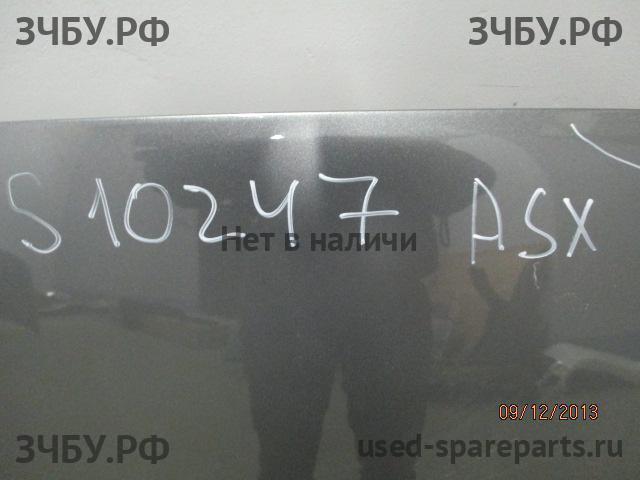 ЗЧБУ.РФ ЗЧБУ.РФ
S10247 ASX
Нет в наличи
09/12/2013
ЗЧБУ.РФ used-spareparts.ru